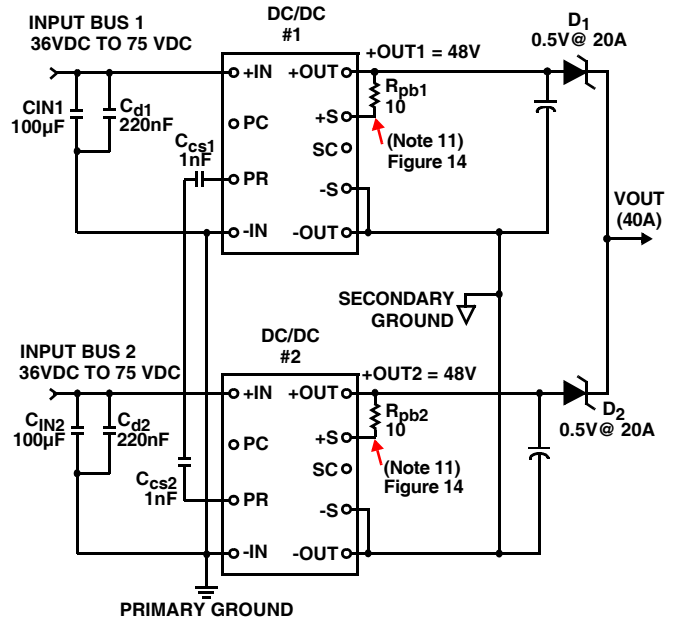 INPUT BUS 1
36VDC TO 75 VDC
DC/DC
#1
D1
0.5V@ 20A
+OUT1 = 48V
+IN
+OUT
CIN1
100µF
Cd1
220nF
Rpb1
10
PC
+S
(Note 11)
Figure 14
Ccs1
1nF
SC
PR
-S
VOUT
(40A)
-IN
-OUT
SECONDARY
GROUND
INPUT BUS 2
36VDC TO 75 VDC
DC/DC
#2
+OUT2 = 48V
+IN
+OUT
D2
0.5V@ 20A
CIN2
100µF
Cd2
220nF
Rpb2
10
PC
+S
(Note 11)
Figure 14
SC
Ccs2
1nF
PR
-S
-IN
-OUT
PRIMARY GROUND